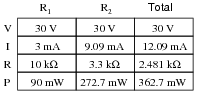 R1 R2 Total
V 30 V 30 V 30 V
I 3 mA 9.09 mA 12.09 mA
R 10 kΩ 3.3 kΩ 2.481 kΩ
P 90 mW 272.7 mW 362.7 mW